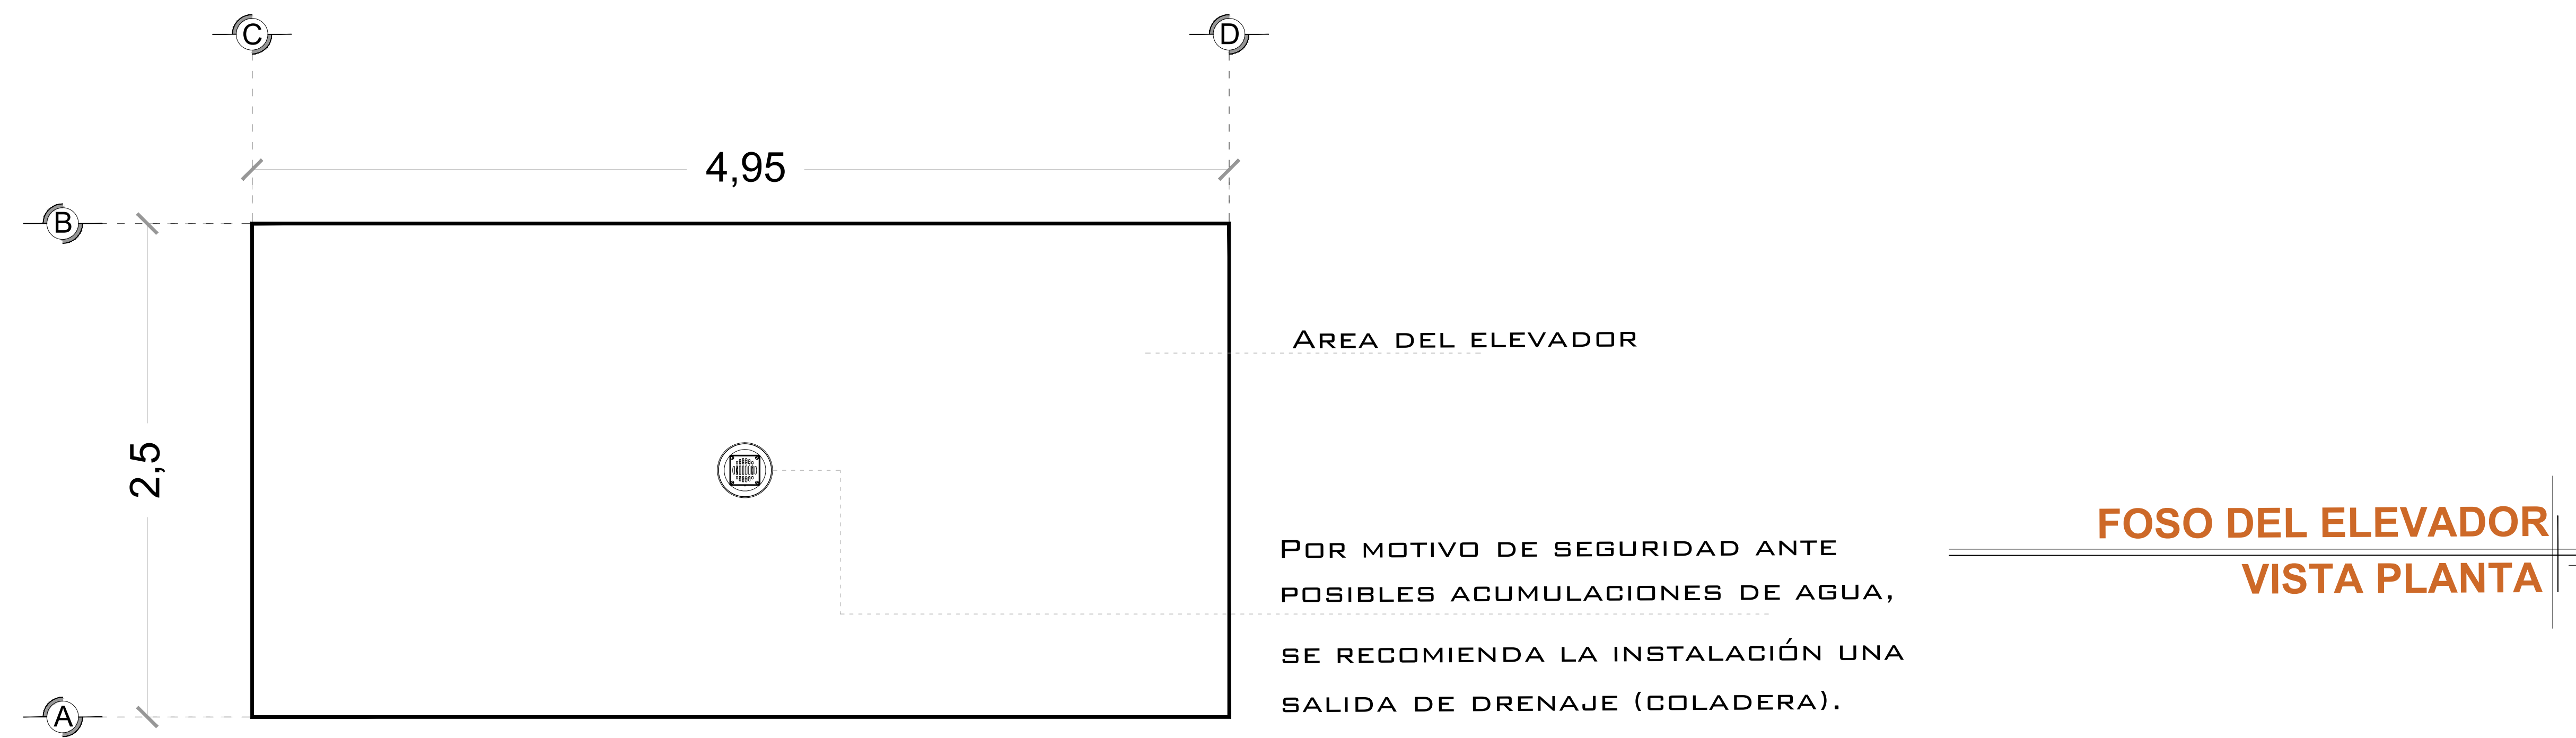 C
D
4,95
B
2,5
A
AREA DEL ELEVADOR
POR MOTIVO DE SEGURIDAD ANTE
POSIBLES ACUMULACIONES DE AGUA,
SE RECOMIENDA LA INSTALACIÓN UNA
SALIDA DE DRENAJE (COLADERA).
FOSO DEL ELEVADOR
VISTA PLANTA